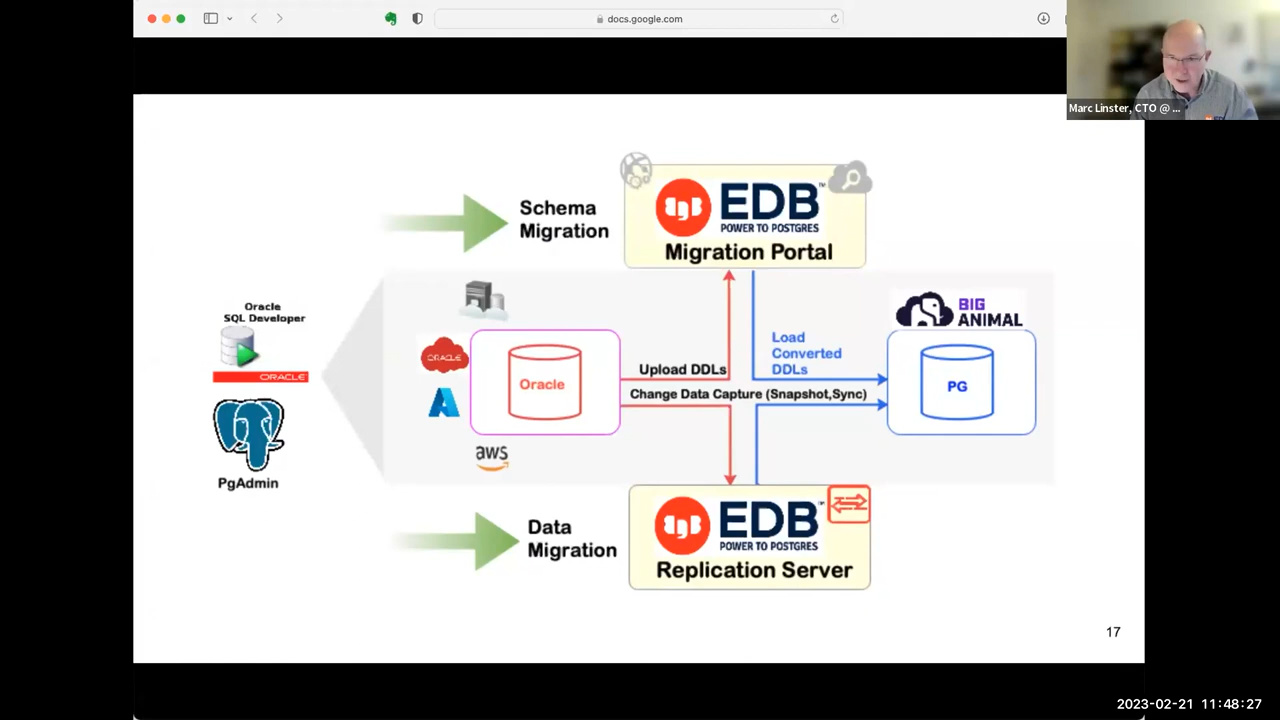 docs.google.com
Marc Linster, CTO @ ...
Schema
Migration
EDB™
POWER TO POSTGRES
Migration Portal
Oracle
SQL Developer
ORACLE
PgAdmin
ORACLE
aws
Oracle
Upload DDLs
Load
Converted
DDLs
Change Data Capture (Snapshot,Sync)
BIG
ANIMAL
PG
Data
Migration
EDB™
POWER TO POSTGRES
Replication Server
17
2023-02-21 11:48:27